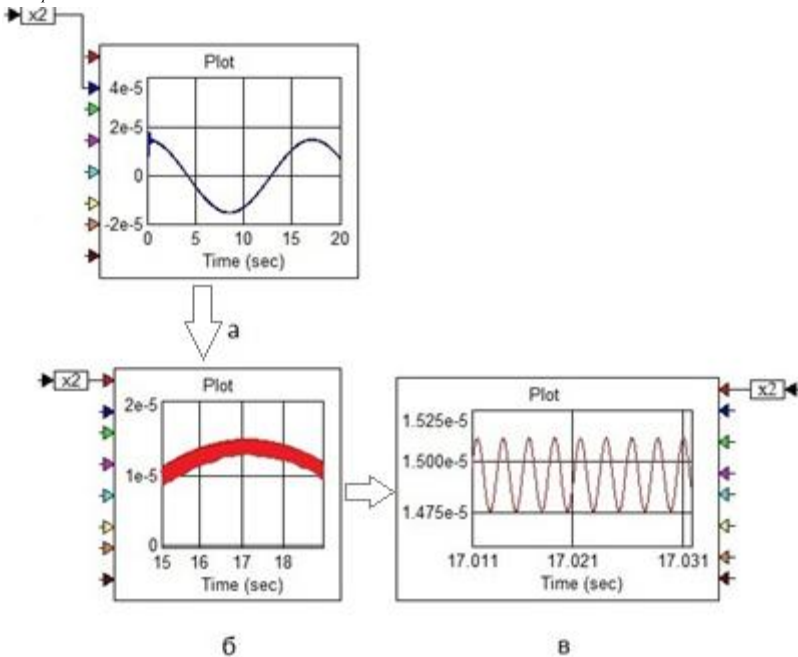 x2
Plot
4e-5
2e-5
0
-2e-5
0 5 10 15 20
Time (sec)
а
x2
Plot
2e-5
1e-5
0
15 16 17 18
Time (sec)
x2
Plot
1.525e-5
1.500e-5
1.475e-5
17.011 17.021 17.031
Time (sec)
б
в